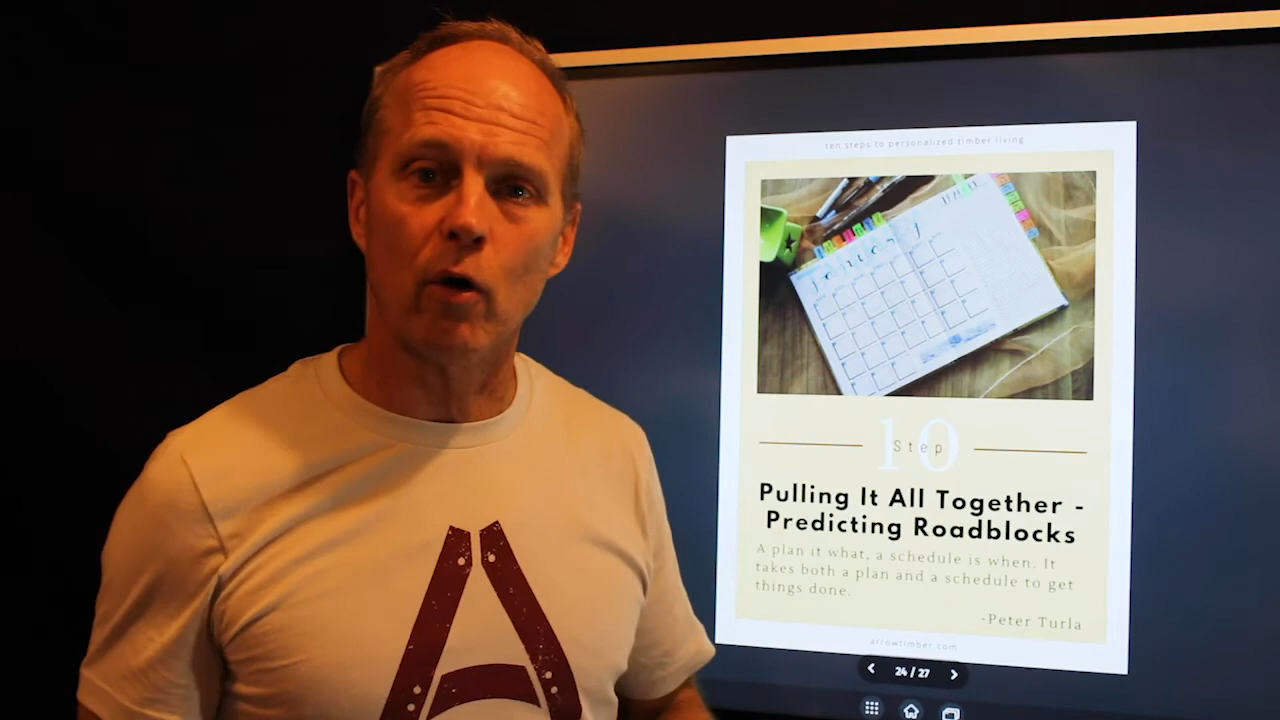 ten steps to personalized timber living
10
Step
Pulling It All Together -
Predicting Roadblocks
A plan it what, a schedule is when. It
takes both a plan and a schedule to get
things done.
-Peter Turla
arrowtimber.com
24 / 27